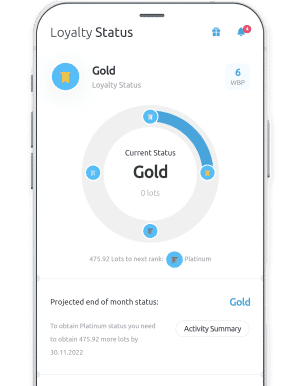 Loyalty Status
4
Gold
Loyalty Status
6
WBP
Current Status
Gold
0 lots
475.92 Lots to next rank: Platinum
Projected end of month status: Gold
To obtain Platinum status you need
to obtain 475.92 more lots by
30.11.2022
Activity Summary